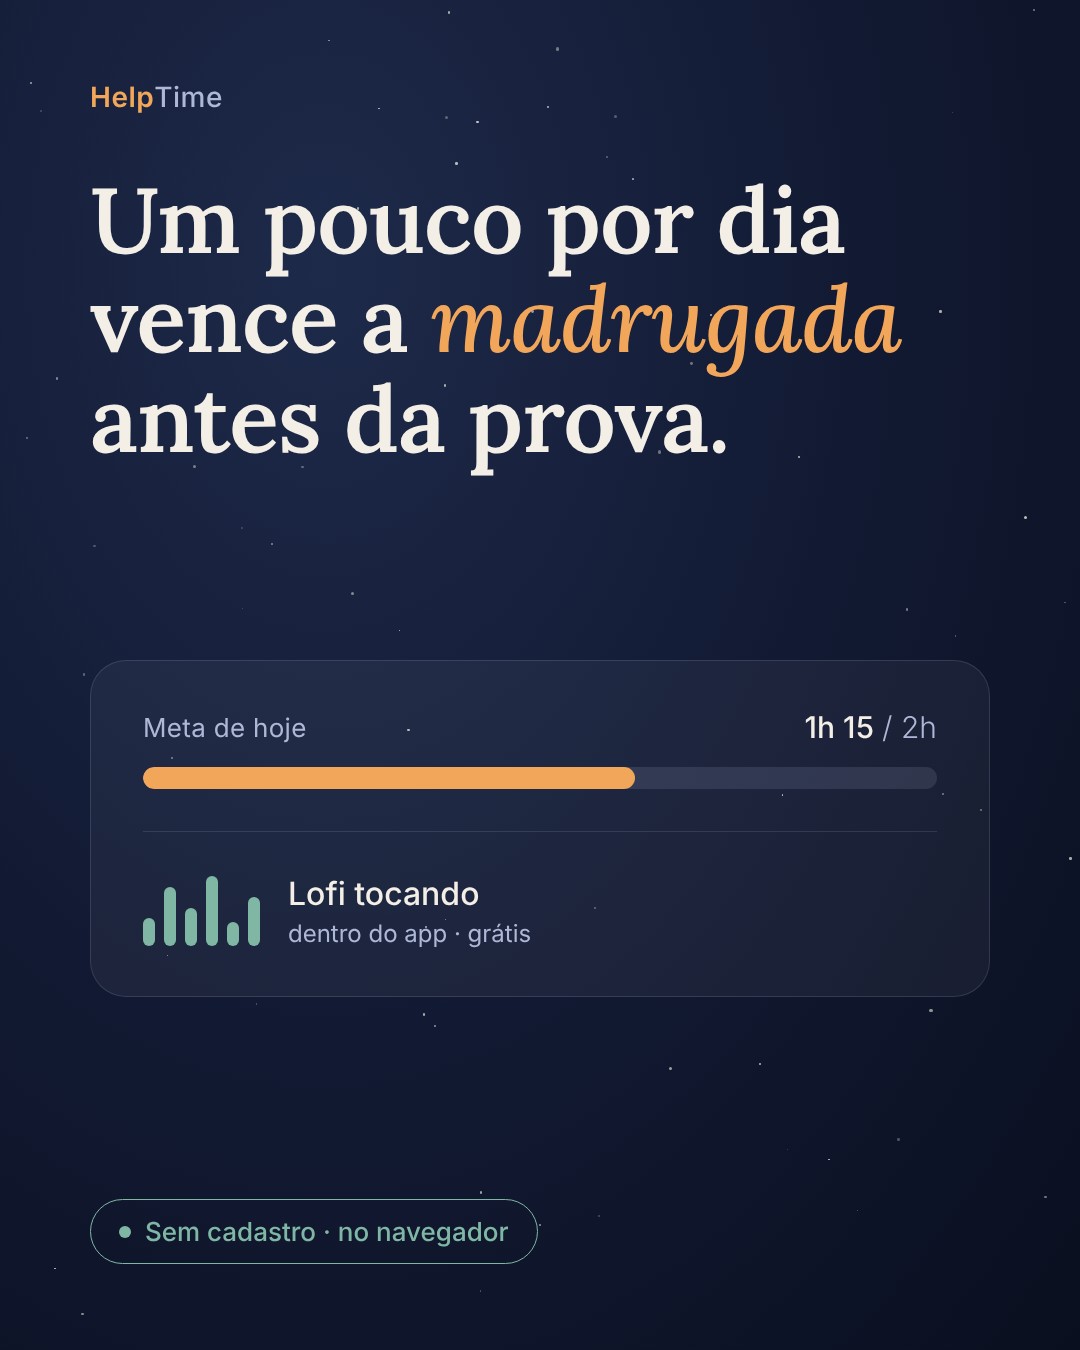 HelpTime
Um pouco por dia
vence a madrugada
antes da prova.
Meta de hoje
1h 15 / 2h
Lofi tocando
dentro do app · grátis
Sem cadastro · no navegador